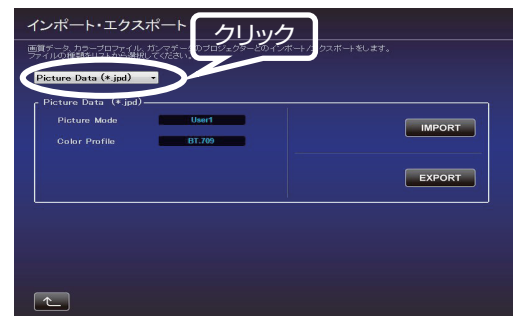 インポート・エクスポート
クリック
画質データ、カラープロファイル、ガンマデータのプロジェクターとのインポート/エクスポートをします。
ファイルの種類をリストから選択してください。
Picture Data (*.jpd)
Picture Data (*.jpd)
Picture Mode User1
IMPORT
Color Profile BT.709
EXPORT